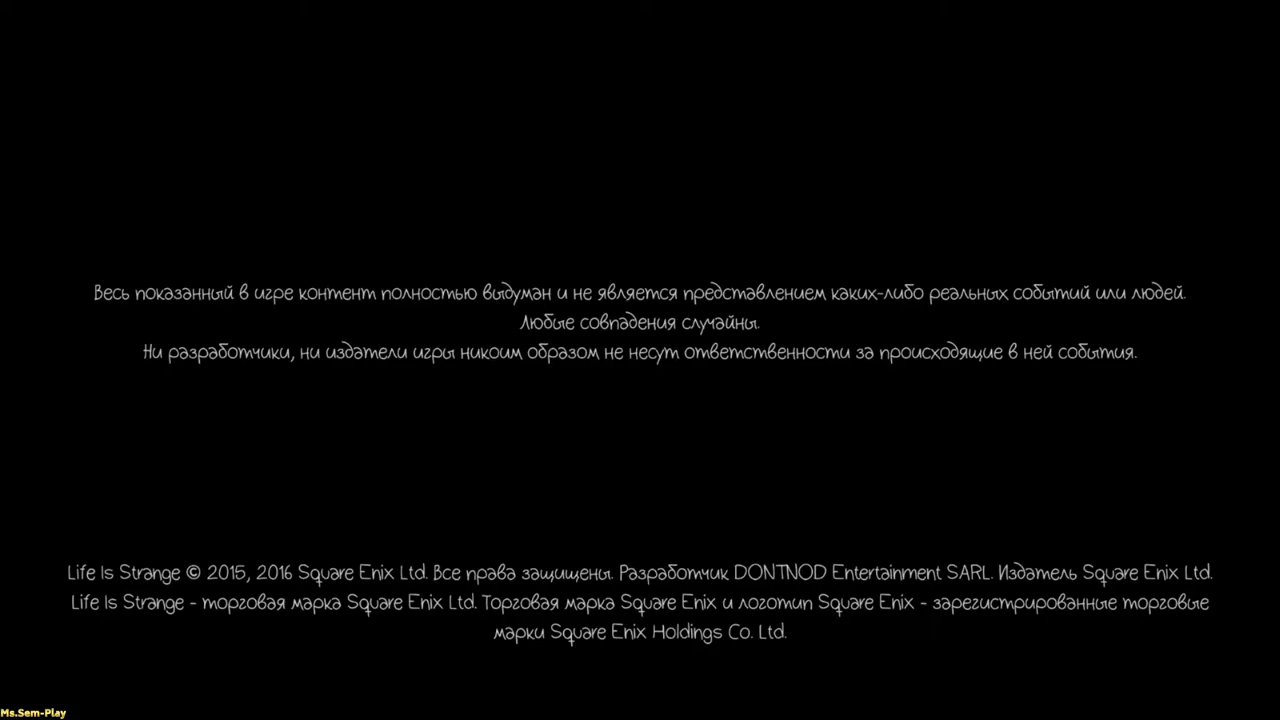 Весь показанный в игре контент полностью выдуман и не является представлением каких-либо реальных событий или людей.
Любые совпадения случайны.
Ни разработчики, ни издатели игры никоим образом не несут ответственности за происходящие в ней события.
Life Is Strange © 2015, 2016 Square Enix Ltd. Все права защищены. Разработчик DONTNOD Entertainment SARL. Издатель Square Enix Ltd.
Life Is Strange - торговая марка Square Enix Ltd. Торговая марка Square Enix и логотип Square Enix - зарегистрированные торговые
марки Square Enix Holdings Co. Ltd.
Ms.Sem-Play